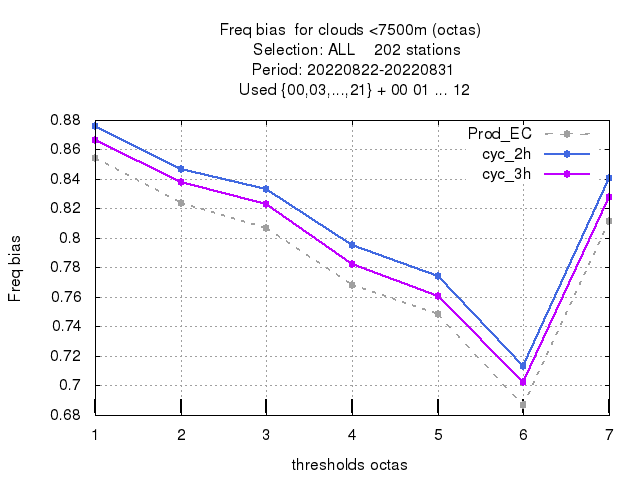 Freq bias  for clouds <7500m (octas)
Selection: ALL    202 stations
Period: 20220822-20220831
Used {00,03,...,21} + 00 01 ... 12
Prod_EC
cyc_2h
cyc_3h
0.88
0.86
0.84
0.82
0.8
0.78
0.76
0.74
0.72
0.7
0.68
Freq bias
1 2 3 4 5 6 7
thresholds octas